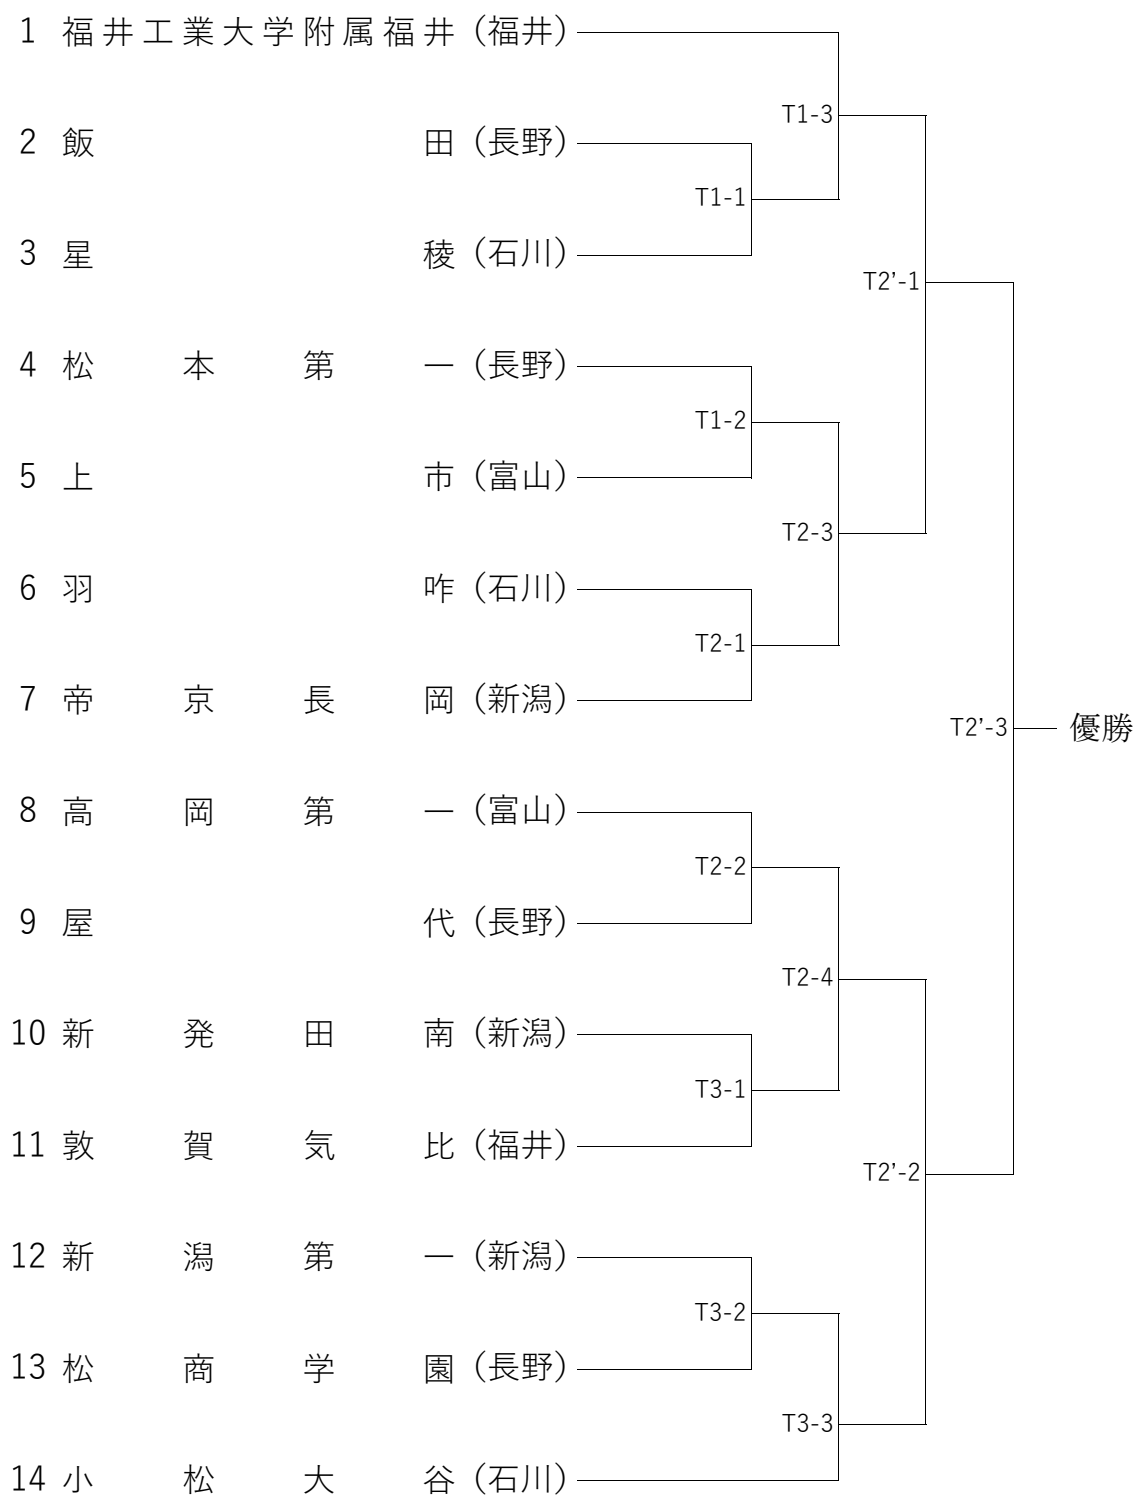 1 福井工業大学附属福井(福井)
T1-3
2 飯田(長野)
T1-1
3 星稜(石川)
T2’-1
4 松本第一(長野)
T1-2
5 上市(富山)
T2-3
6 羽咋(石川)
T2-1
7 帝京長岡(新潟)
T2’-3 優勝
8 高岡第一(富山)
T2-2
9 屋代(長野)
T2-4
10 新発田南(新潟)
T3-1
11 敦賀気比(福井)
T2’-2
12 新潟第一(新潟)
T3-2
13 松商学園(長野)
T3-3
14 小松大谷(石川)